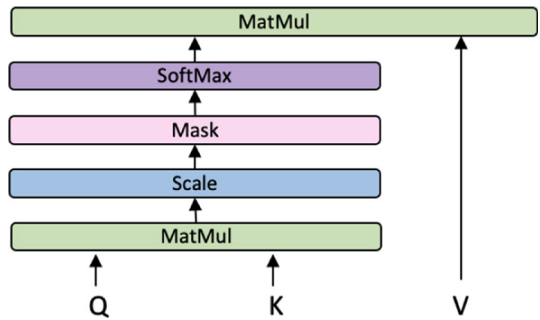 MatMul
SoftMax
Mask
Scale
MatMul
Q K V